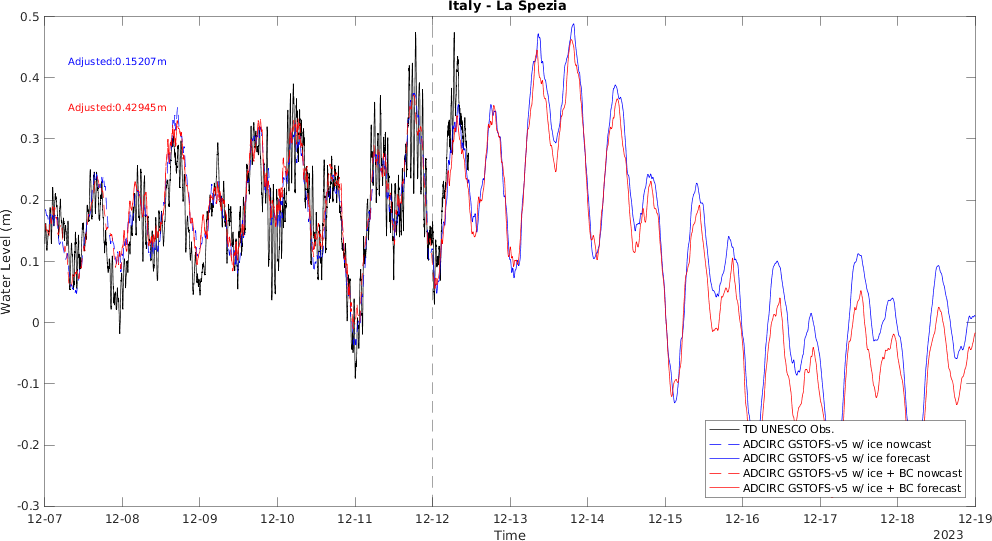 Italy - La Spezia
0.5
0.4
0.3
0.2
0.1
0
-0.1
-0.2
-0.3
Water Level (m)
Adjusted:0.15207m
Adjusted:0.42945m
TD UNESCO Obs.
ADCIRC GSTOFS-v5 w/ ice nowcast
ADCIRC GSTOFS-v5 w/ ice forecast
ADCIRC GSTOFS-v5 w/ ice + BC nowcast
ADCIRC GSTOFS-v5 w/ ice + BC forecast
12-07 12-08 12-09 12-10 12-11 12-12 12-13 12-14 12-15 12-16 12-17 12-18 12-19
Time
2023